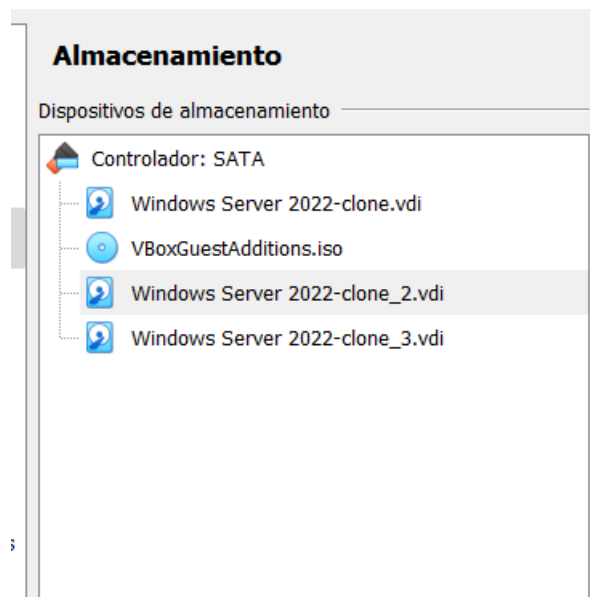 Almacenamiento
Dispositivos de almacenamiento
Controlador: SATA
Windows Server 2022-clone.vdi
VBoxGuestAdditions.iso
Windows Server 2022-clone_2.vdi
Windows Server 2022-clone_3.vdi
s